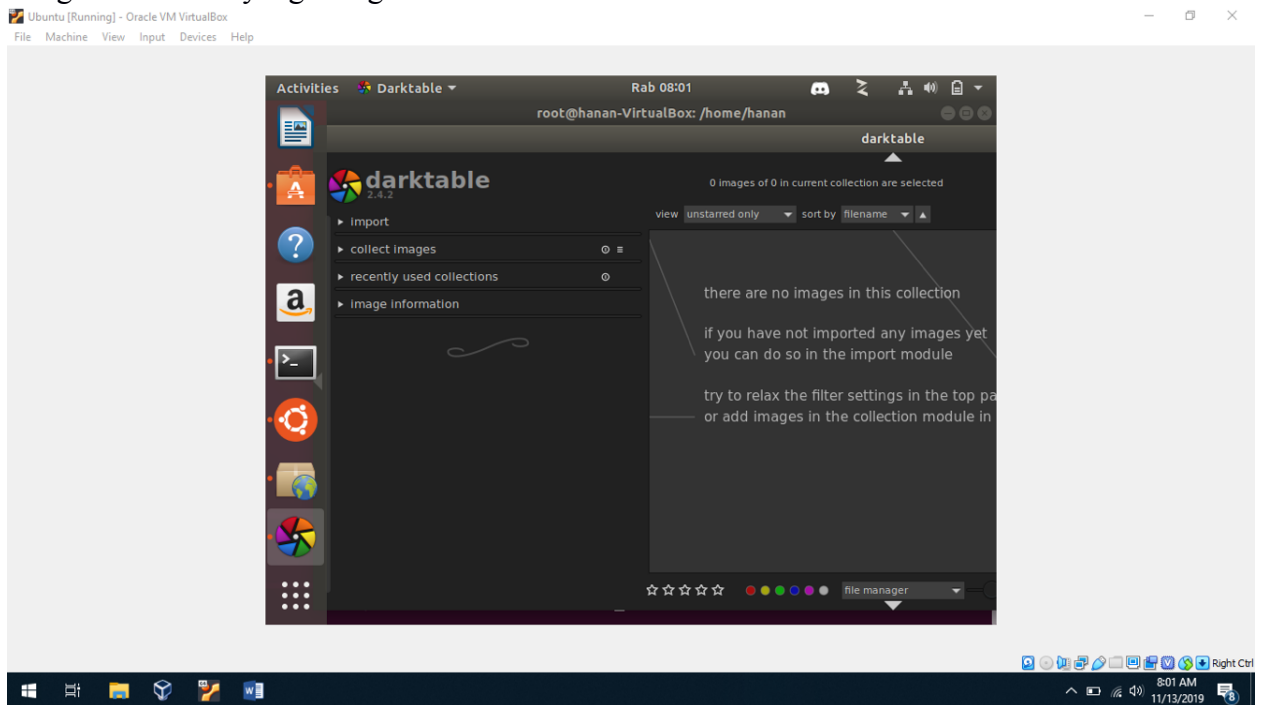 Ubuntu [Running] - Oracle VM VirtualBox
File Machine View Input Devices Help
Activities Darktable Rab 08:01
root@hanan-VirtualBox: /home/hanan
darktable
darktable
2.4.2
0 images of 0 in current collection are selected
view unstarred only sort by filename
import
collect images
recently used collections
image information
there are no images in this collection
if you have not imported any images yet
you can do so in the import module
try to relax the filter settings in the top pa
or add images in the collection module in
file manager
Right Ctrl
8:01 AM
11/13/2019
8